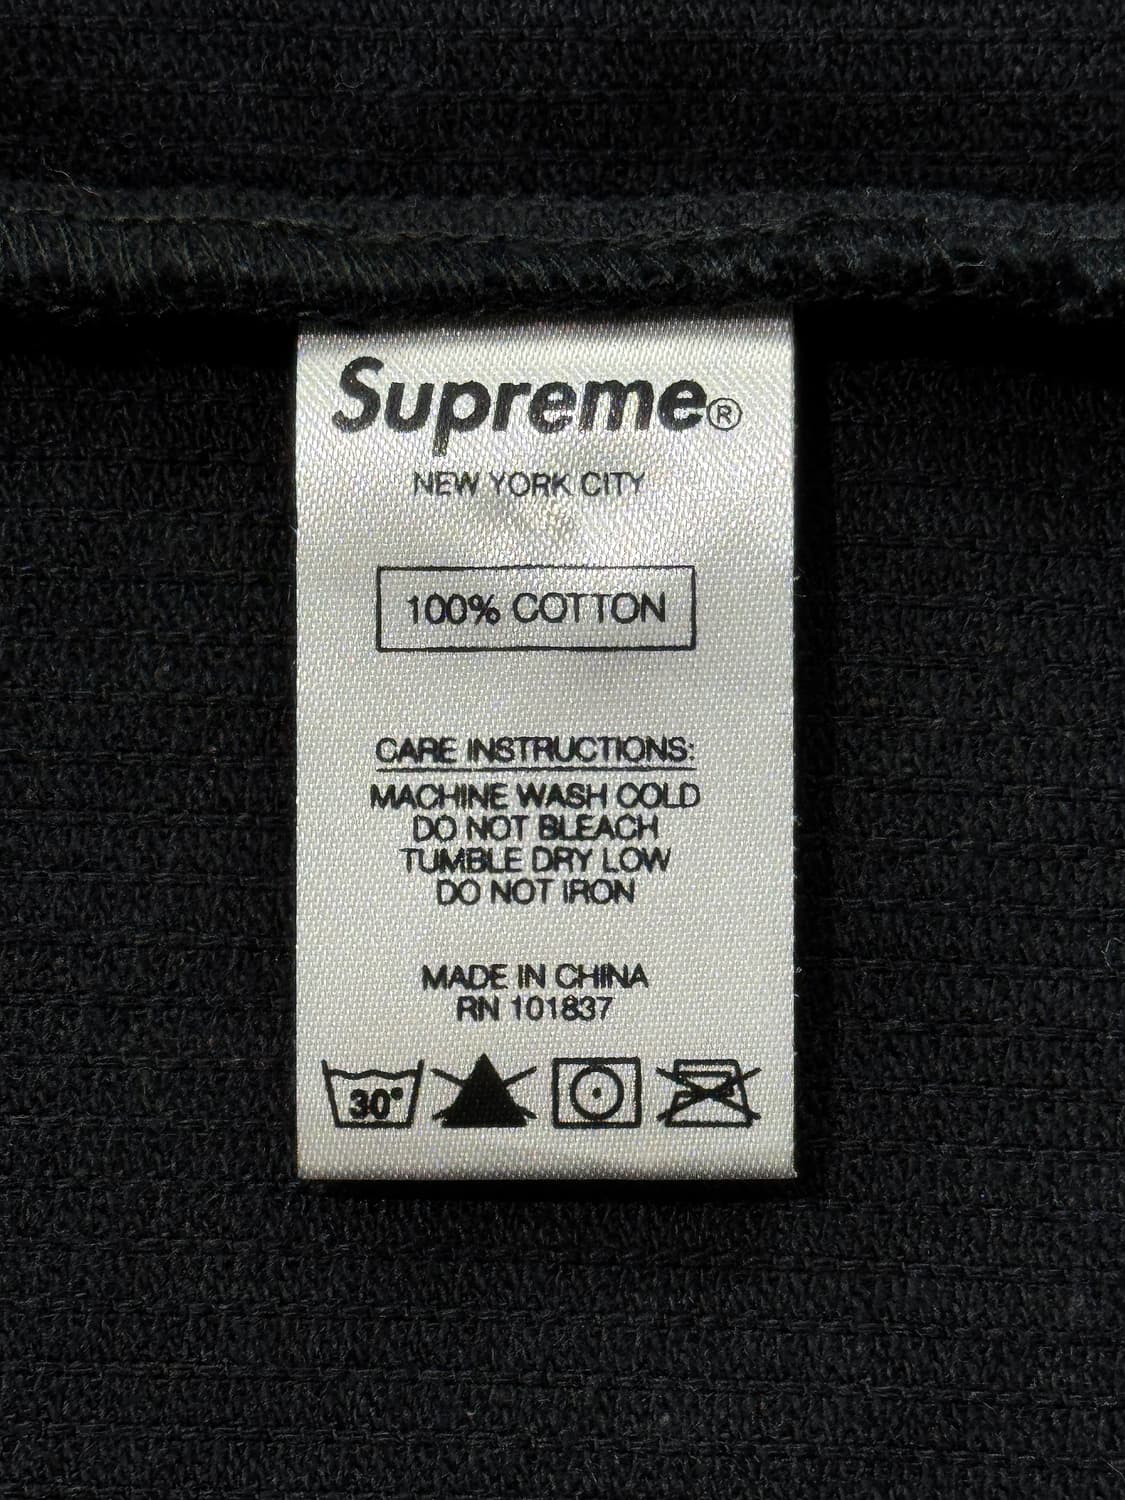 Supreme®
NEW YORK CITY
100% COTTON
CARE INSTRUCTIONS:
MACHINE WASH COLD
DO NOT BLEACH
TUMBLE DRY LOW
DO NOT IRON
MADE IN CHINA
RN 101837
30°